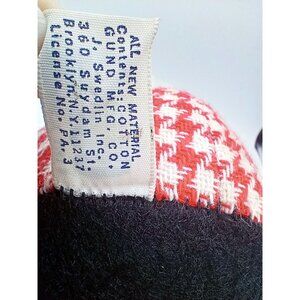 ALL NEW MATERIAL
Contents:COTTON
GUND MFG. CO.
J. Swedlin, Inc.
360 Suydam St.
Brooklyn,N.Y.11237
License No. PA. 3